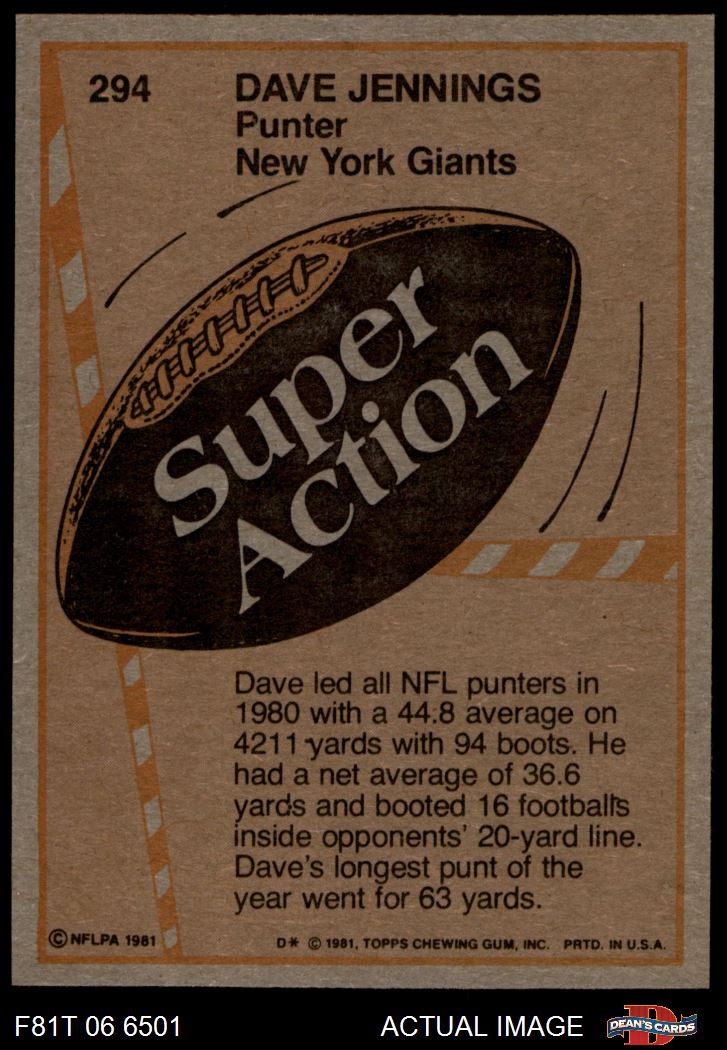 294
DAVE JENNINGS
Punter
New York Giants
Super
Action
Dave led all NFL punters in
1980 with a 44.8 average on
4211 yards with 94 boots. He
had a net average of 36.6
yards and booted 16 footballs
inside opponents' 20-yard line.
Dave's longest punt of the
year went for 63 yards.
© NFLPA 1981
D* © 1981, TOPPS CHEWING GUM, INC. PRTD. IN U.S.A.
F81T 06 6501
ACTUAL IMAGE
D
DEAN'S CARDS